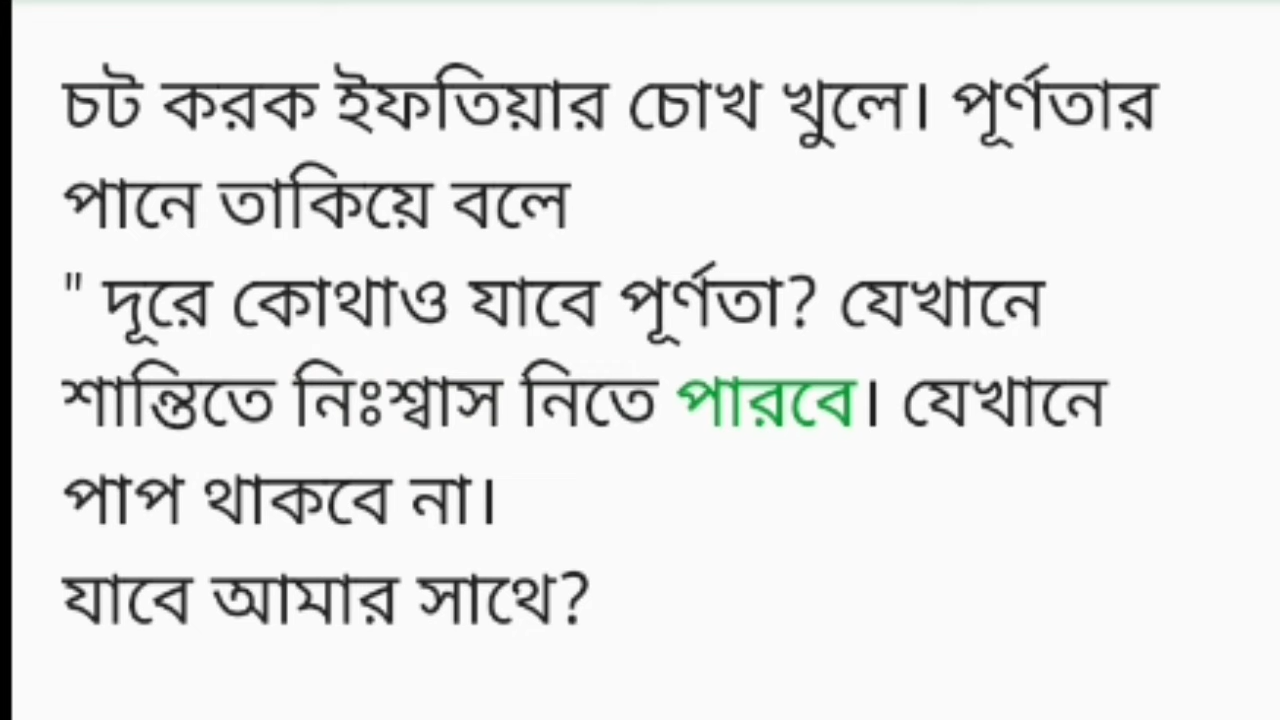 চট করক ইফতিয়ার চোখ খুলে। পূর্ণতার
পানে তাকিয়ে বলে
" দূরে কোথাও যাবে পূর্ণতা? যেখানে
শান্তিতে নিঃশ্বাস নিতে পারবে। যেখানে
পাপ থাকবে না।
যাবে আমার সাথে?